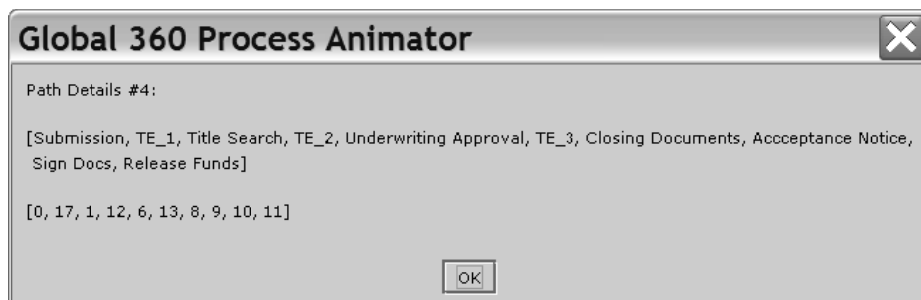 Global 360 Process Animator
Path Details #4:
[Submission, TE_1, Title Search, TE_2, Underwriting Approval, TE_3, Closing Documents, Accceptance Notice,
Sign Docs, Release Funds]
[0, 17, 1, 12, 6, 13, 8, 9, 10, 11]
OK